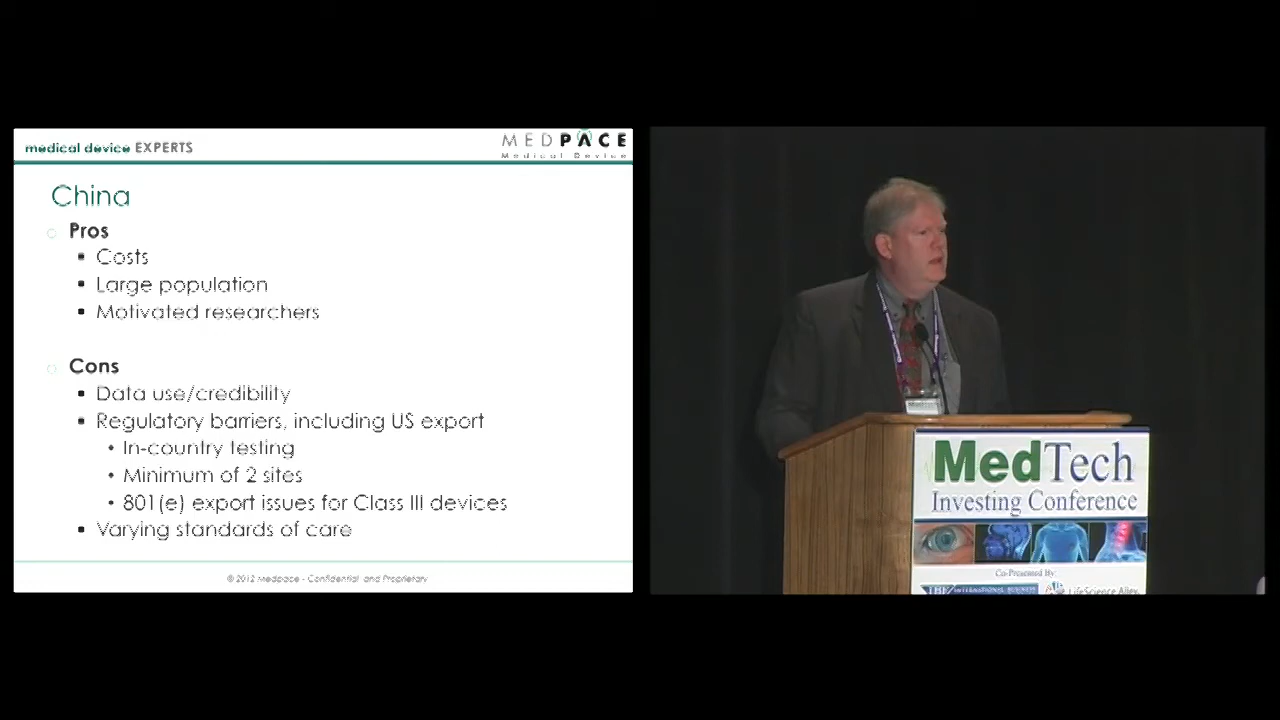 medical device EXPERTS
MEDPACE
Medical Device
China
Pros
Costs
Large population
Motivated researchers
Cons
Data use/credibility
Regulatory barriers, including US export
In-country testing
Minimum of 2 sites
801(e) export issues for Class III devices
Varying standards of care
© 2012 Medpace - Confidential and Proprietary
MedTech
Investing Conference
Co-Presented By:
LifeScience Alley